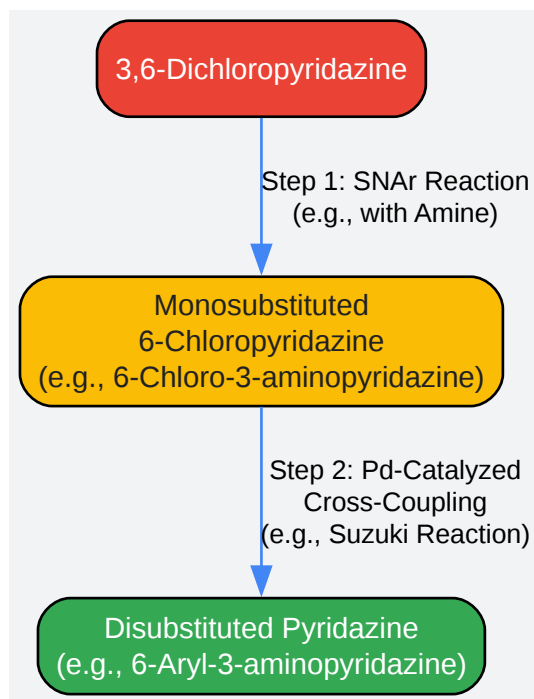 3,6-Dichloropyridazine
Step 1: SNAr Reaction
(e.g., with Amine)
Monosubstituted
6-Chloropyridazine
(e.g., 6-Chloro-3-aminopyridazine)
Step 2: Pd-Catalyzed
Cross-Coupling
(e.g., Suzuki Reaction)
Disubstituted Pyridazine
(e.g., 6-Aryl-3-aminopyridazine)